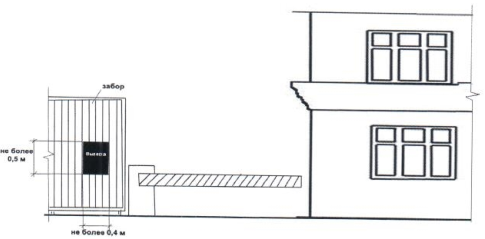 забор
не более
0,5 м
Вывеска
не более 0,4 м